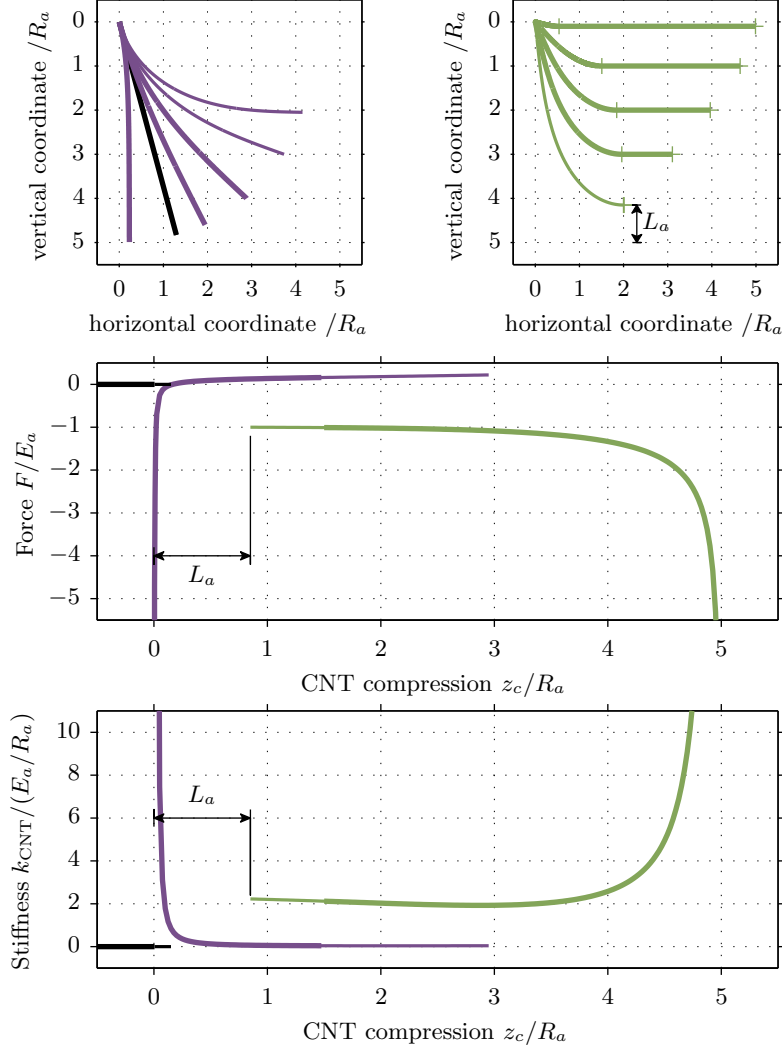 vertical coordinate /R_a
0
1
2
3
4
5
0 1 2 3 4 5
horizontal coordinate /R_a
vertical coordinate /R_a
0
1
2
3
4
5
L_a
0 1 2 3 4 5
horizontal coordinate /R_a
Force F/E_a
0
−1
−2
−3
−4
−5
L_a
0 1 2 3 4 5
CNT compression z_c/R_a
Stiffness k_CNT/(E_a/R_a)
10
8
6
4
2
0
L_a
0 1 2 3 4 5
CNT compression z_c/R_a